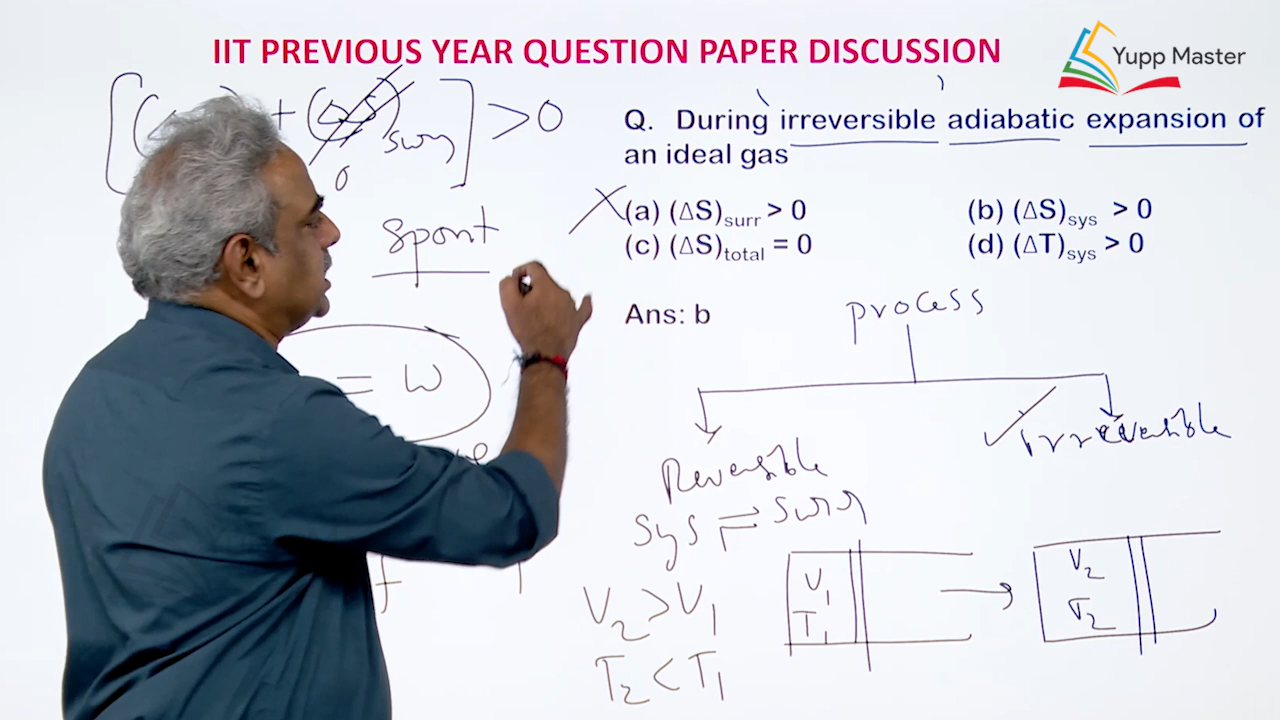 IIT PREVIOUS YEAR QUESTION PAPER DISCUSSION
Yupp Master
+ (ΔS)surr ] > 0
0
Spont
= W
Q. During irreversible adiabatic expansion of
an ideal gas
(a) (ΔS)surr > 0
(b) (ΔS)sys > 0
(c) (ΔS)total = 0
(d) (ΔT)sys > 0
Ans: b
process
Reversible
Irreversible
Sys ⇌ Surr
V2 > V1
T2 < T1
V1
T1
V2
T2